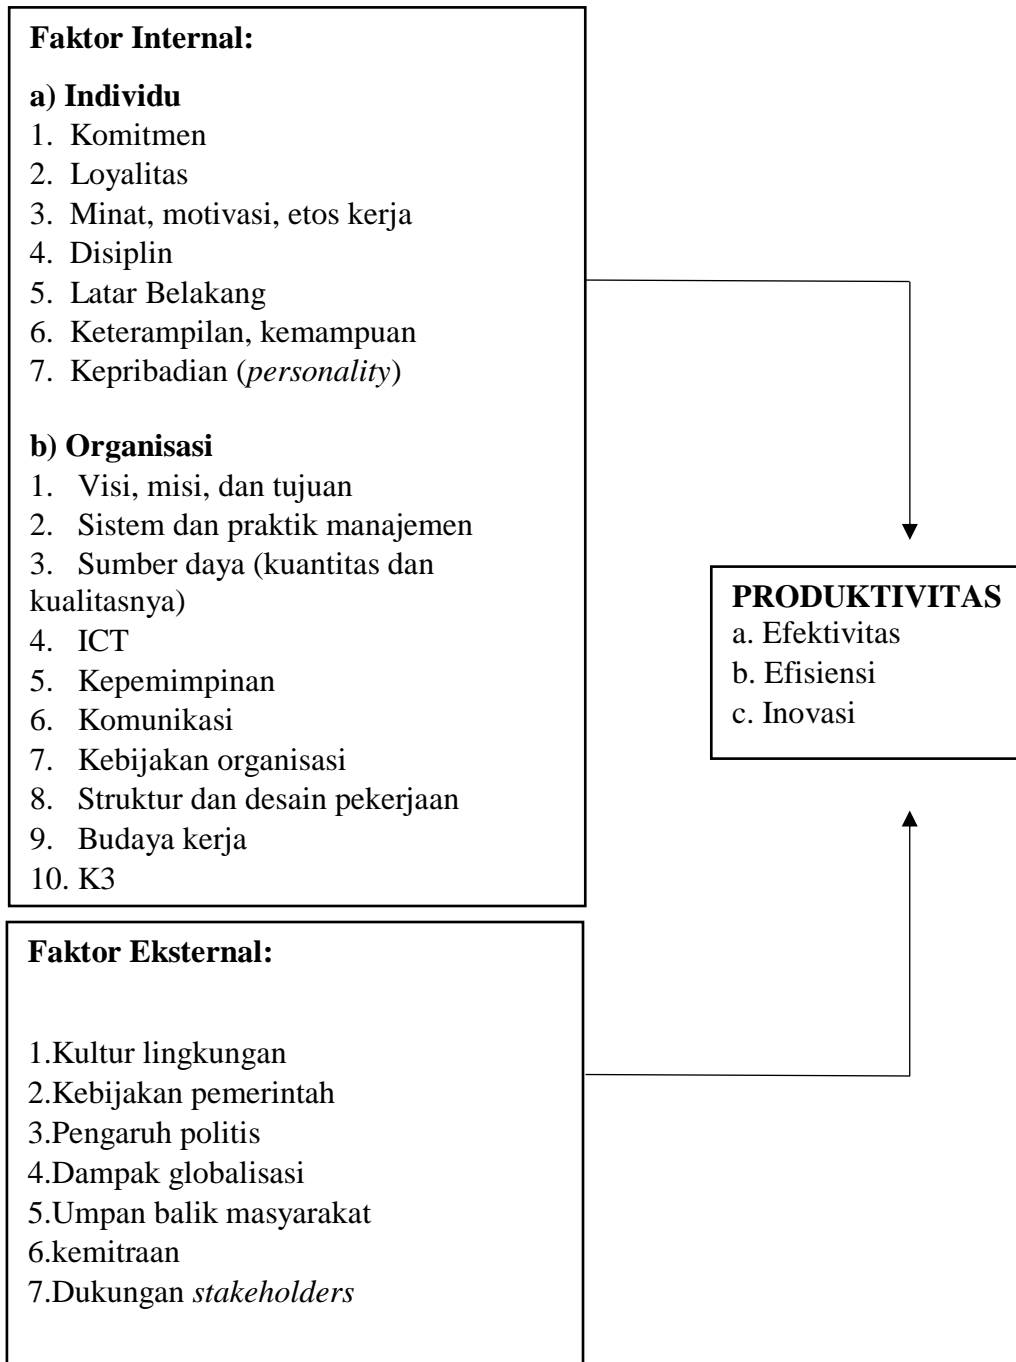 Faktor Internal:
a) Individu
1. Komitmen
2. Loyalitas
3. Minat, motivasi, etos kerja
4. Disiplin
5. Latar Belakang
6. Keterampilan, kemampuan
7. Kepribadian (personality)
b) Organisasi
1. Visi, misi, dan tujuan
2. Sistem dan praktik manajemen
3. Sumber daya (kuantitas dan
kualitasnya)
4. ICT
5. Kepemimpinan
6. Komunikasi
7. Kebijakan organisasi
8. Struktur dan desain pekerjaan
9. Budaya kerja
10. K3
Faktor Eksternal:
1.Kultur lingkungan
2.Kebijakan pemerintah
3.Pengaruh politis
4.Dampak globalisasi
5.Umpan balik masyarakat
6.kemitraan
7.Dukungan stakeholders
PRODUKTIVITAS
a. Efektivitas
b. Efisiensi
c. Inovasi